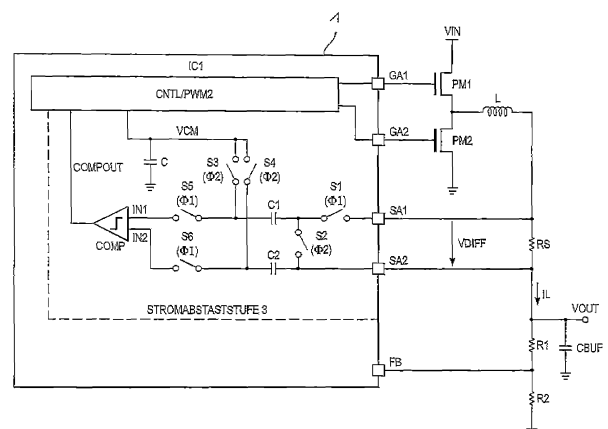 1
IC1
VIN
CNTL/PWM2
GA1
PM1
L
VCM
GA2
PM2
COMPOUT
C
S3
(Φ2)
S4
(Φ2)
S5
(Φ1)
C1
S1
(Φ1)
SA1
IN1
IN2
COMP
S6
(Φ1)
S2
(Φ2)
C2
VDIFF
RS
SA2
STROMABSTASTSTUFE 3
IL
VOUT
R1
CBUF
FB
R2